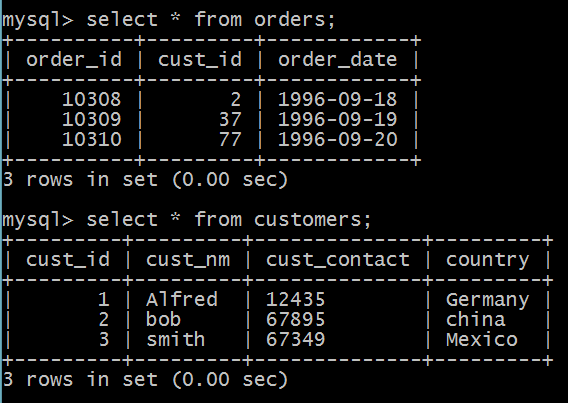 mysql> select * from orders;
+----------+---------+------------+
| order_id | cust_id | order_date |
+----------+---------+------------+
|    10308 |       2 | 1996-09-18 |
|    10309 |      37 | 1996-09-19 |
|    10310 |      77 | 1996-09-20 |
+----------+---------+------------+
3 rows in set (0.00 sec)
mysql> select * from customers;
+---------+---------+--------------+---------+
| cust_id | cust_nm | cust_contact | country |
+---------+---------+--------------+---------+
|       1 | Alfred  | 12435        | Germany |
|       2 | bob     | 67895        | china   |
|       3 | smith   | 67349        | Mexico  |
+---------+---------+--------------+---------+
3 rows in set (0.00 sec)